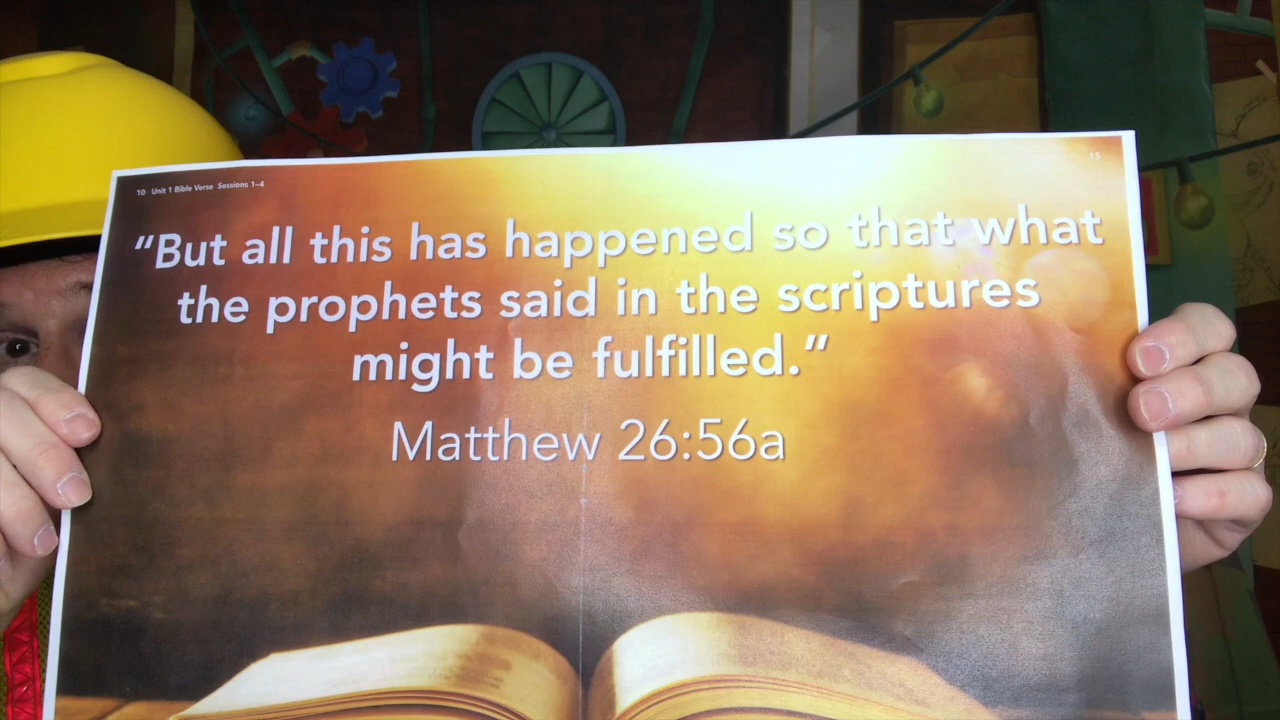 10 Unit 1 Bible Verse Sessions 1–4
15
“But all this has happened so that what
the prophets said in the scriptures
might be fulfilled.”
Matthew 26:56a